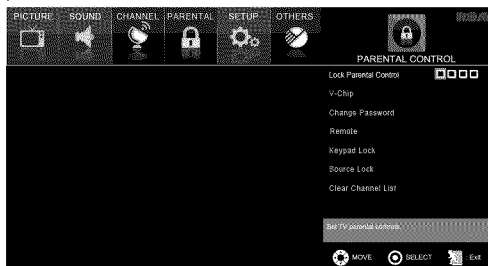 PICTURE SOUND CHANNEL PARENTAL SETUP OTHERS
PARENTAL CONTROL
Lock Parental Control
V-Chip
Change Password
Remote
Keypad Lock
Source Lock
Clear Channel List
Set TV parental controls.
MOVE SELECT : Exit